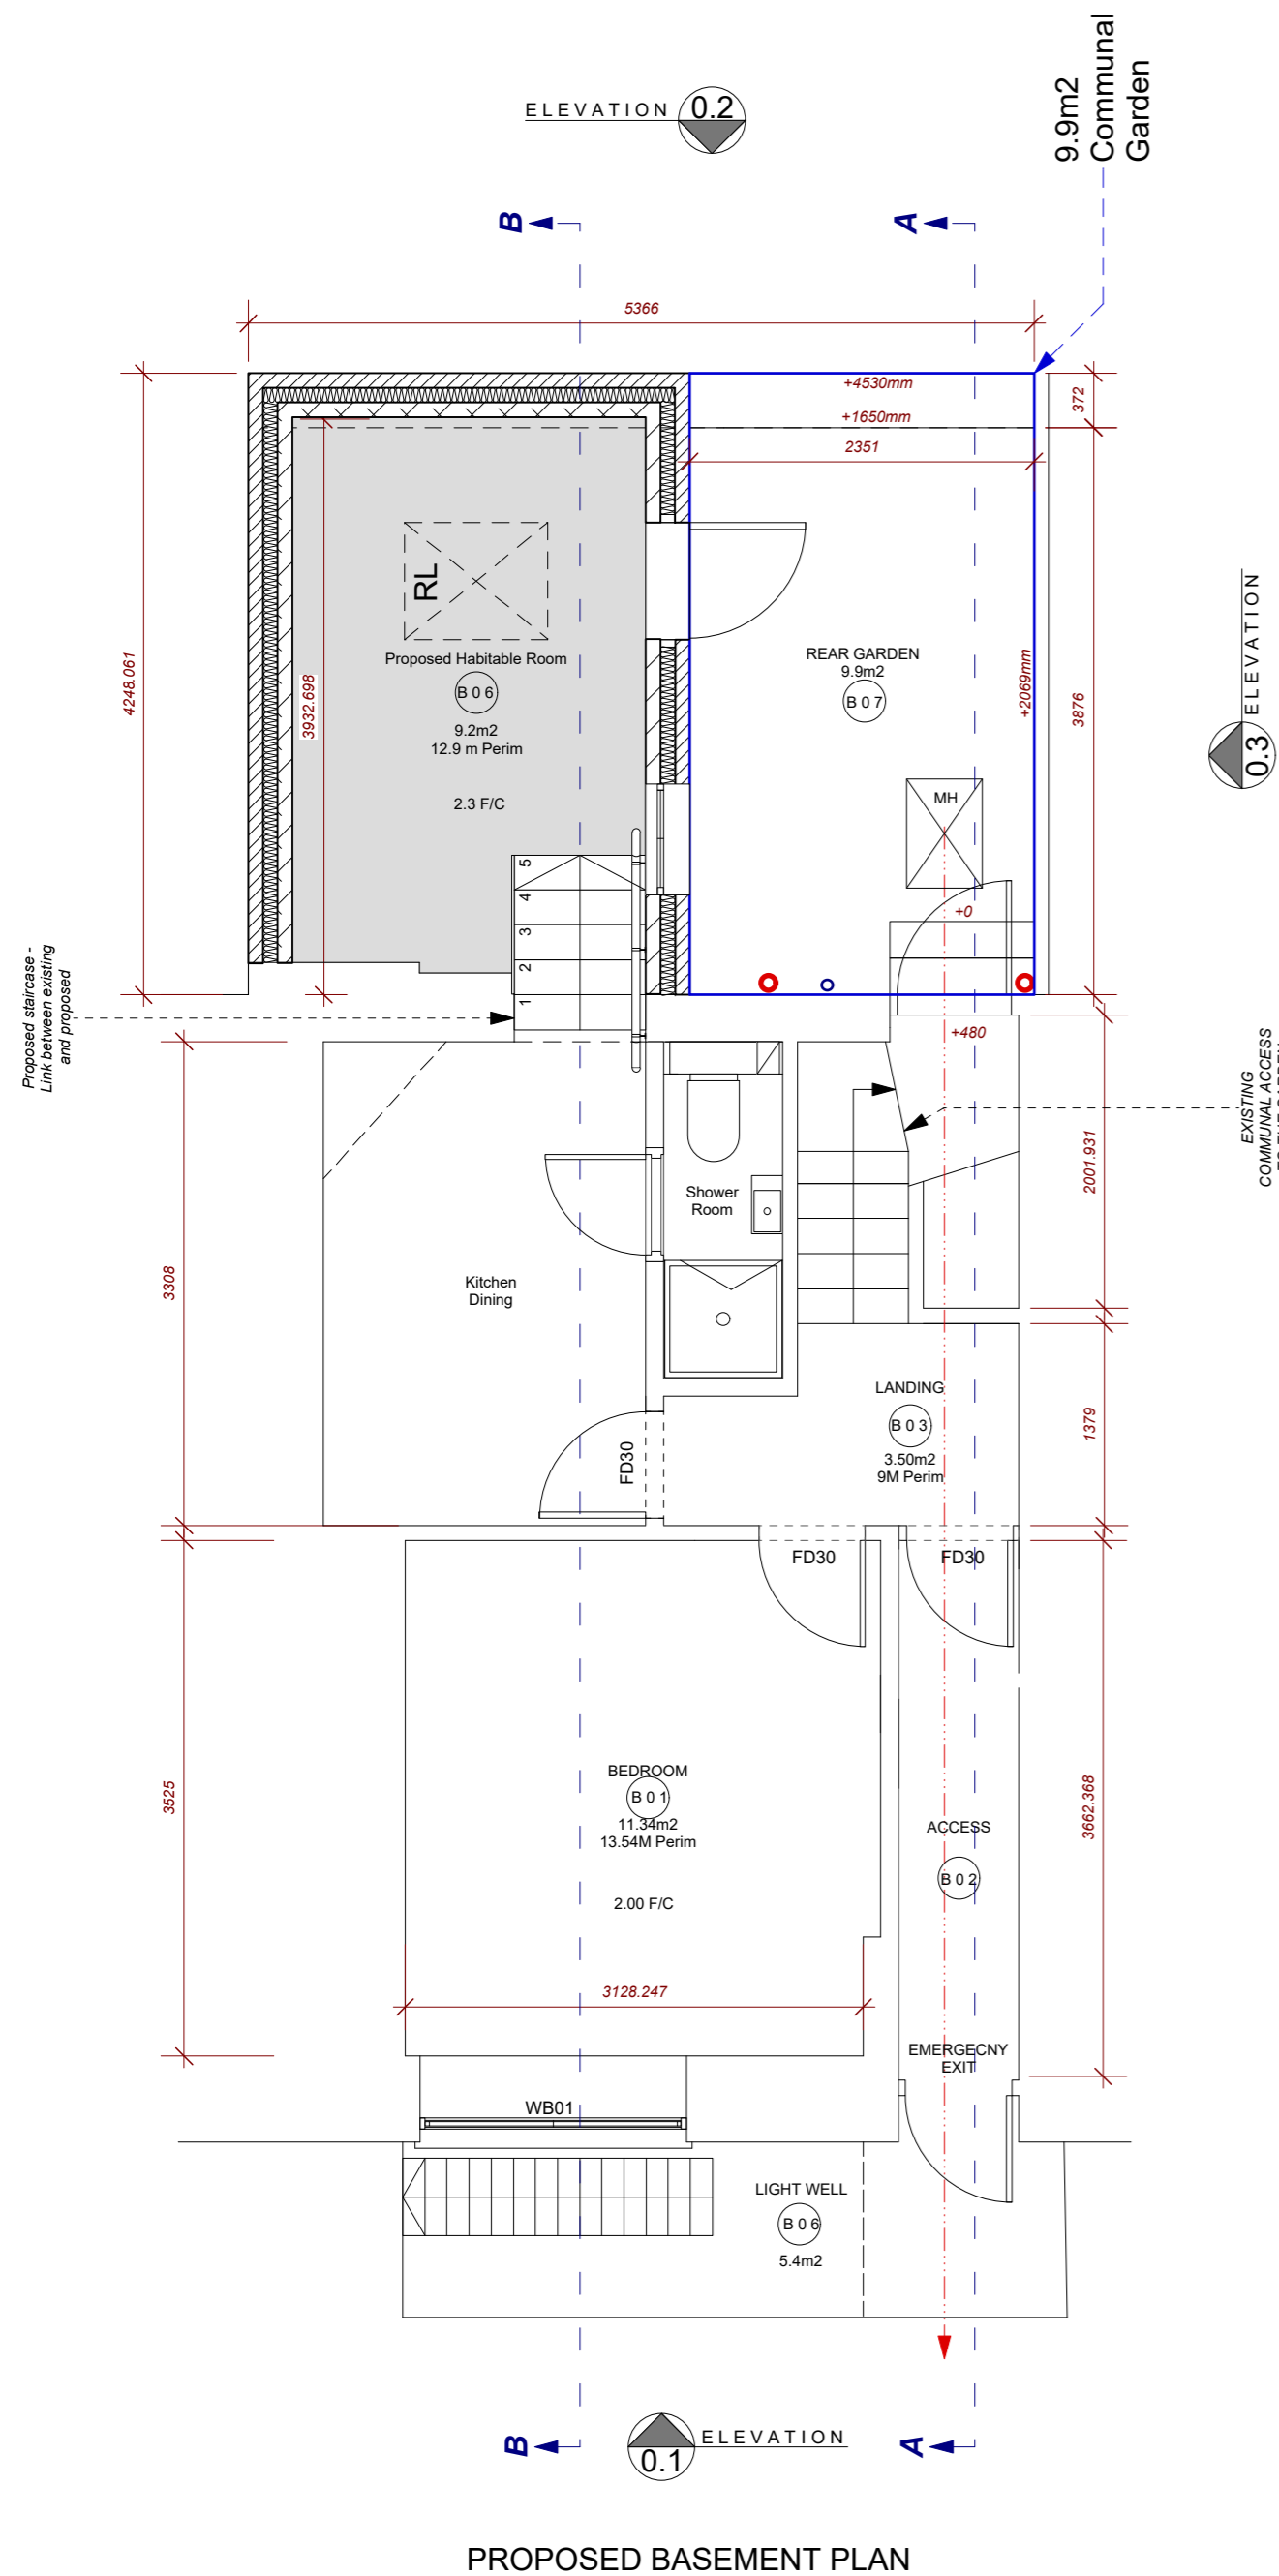 ELEVATION 0.2
9.9m2
Communal
Garden
B
A
5366
+4530mm
+1650mm
2351
372
RL
Proposed Habitable Room
B 0 6
9.2m2
12.9 m Perim
2.3 F/C
REAR GARDEN
9.9m2
B 0 7
4248.061
3932.698
+2069mm
3876
0.3 ELEVATION
MH
+0
5
4
3
2
1
Proposed staircase -
Link between existing
and proposed
+480
EXISTING
COMMUNAL ACCESS
2001.931
Shower
Room
Kitchen
Dining
3308
LANDING
B 0 3
3.50m2
9M Perim
1379
FD30
FD30
FD30
BEDROOM
B 0 1
11.34m2
13.54M Perim
2.00 F/C
3525
3662.368
ACCESS
B 0 2
3128.247
EMERGECNY
EXIT
WB01
LIGHT WELL
B 0 6
5.4m2
B
0.1 ELEVATION
A
PROPOSED BASEMENT PLAN